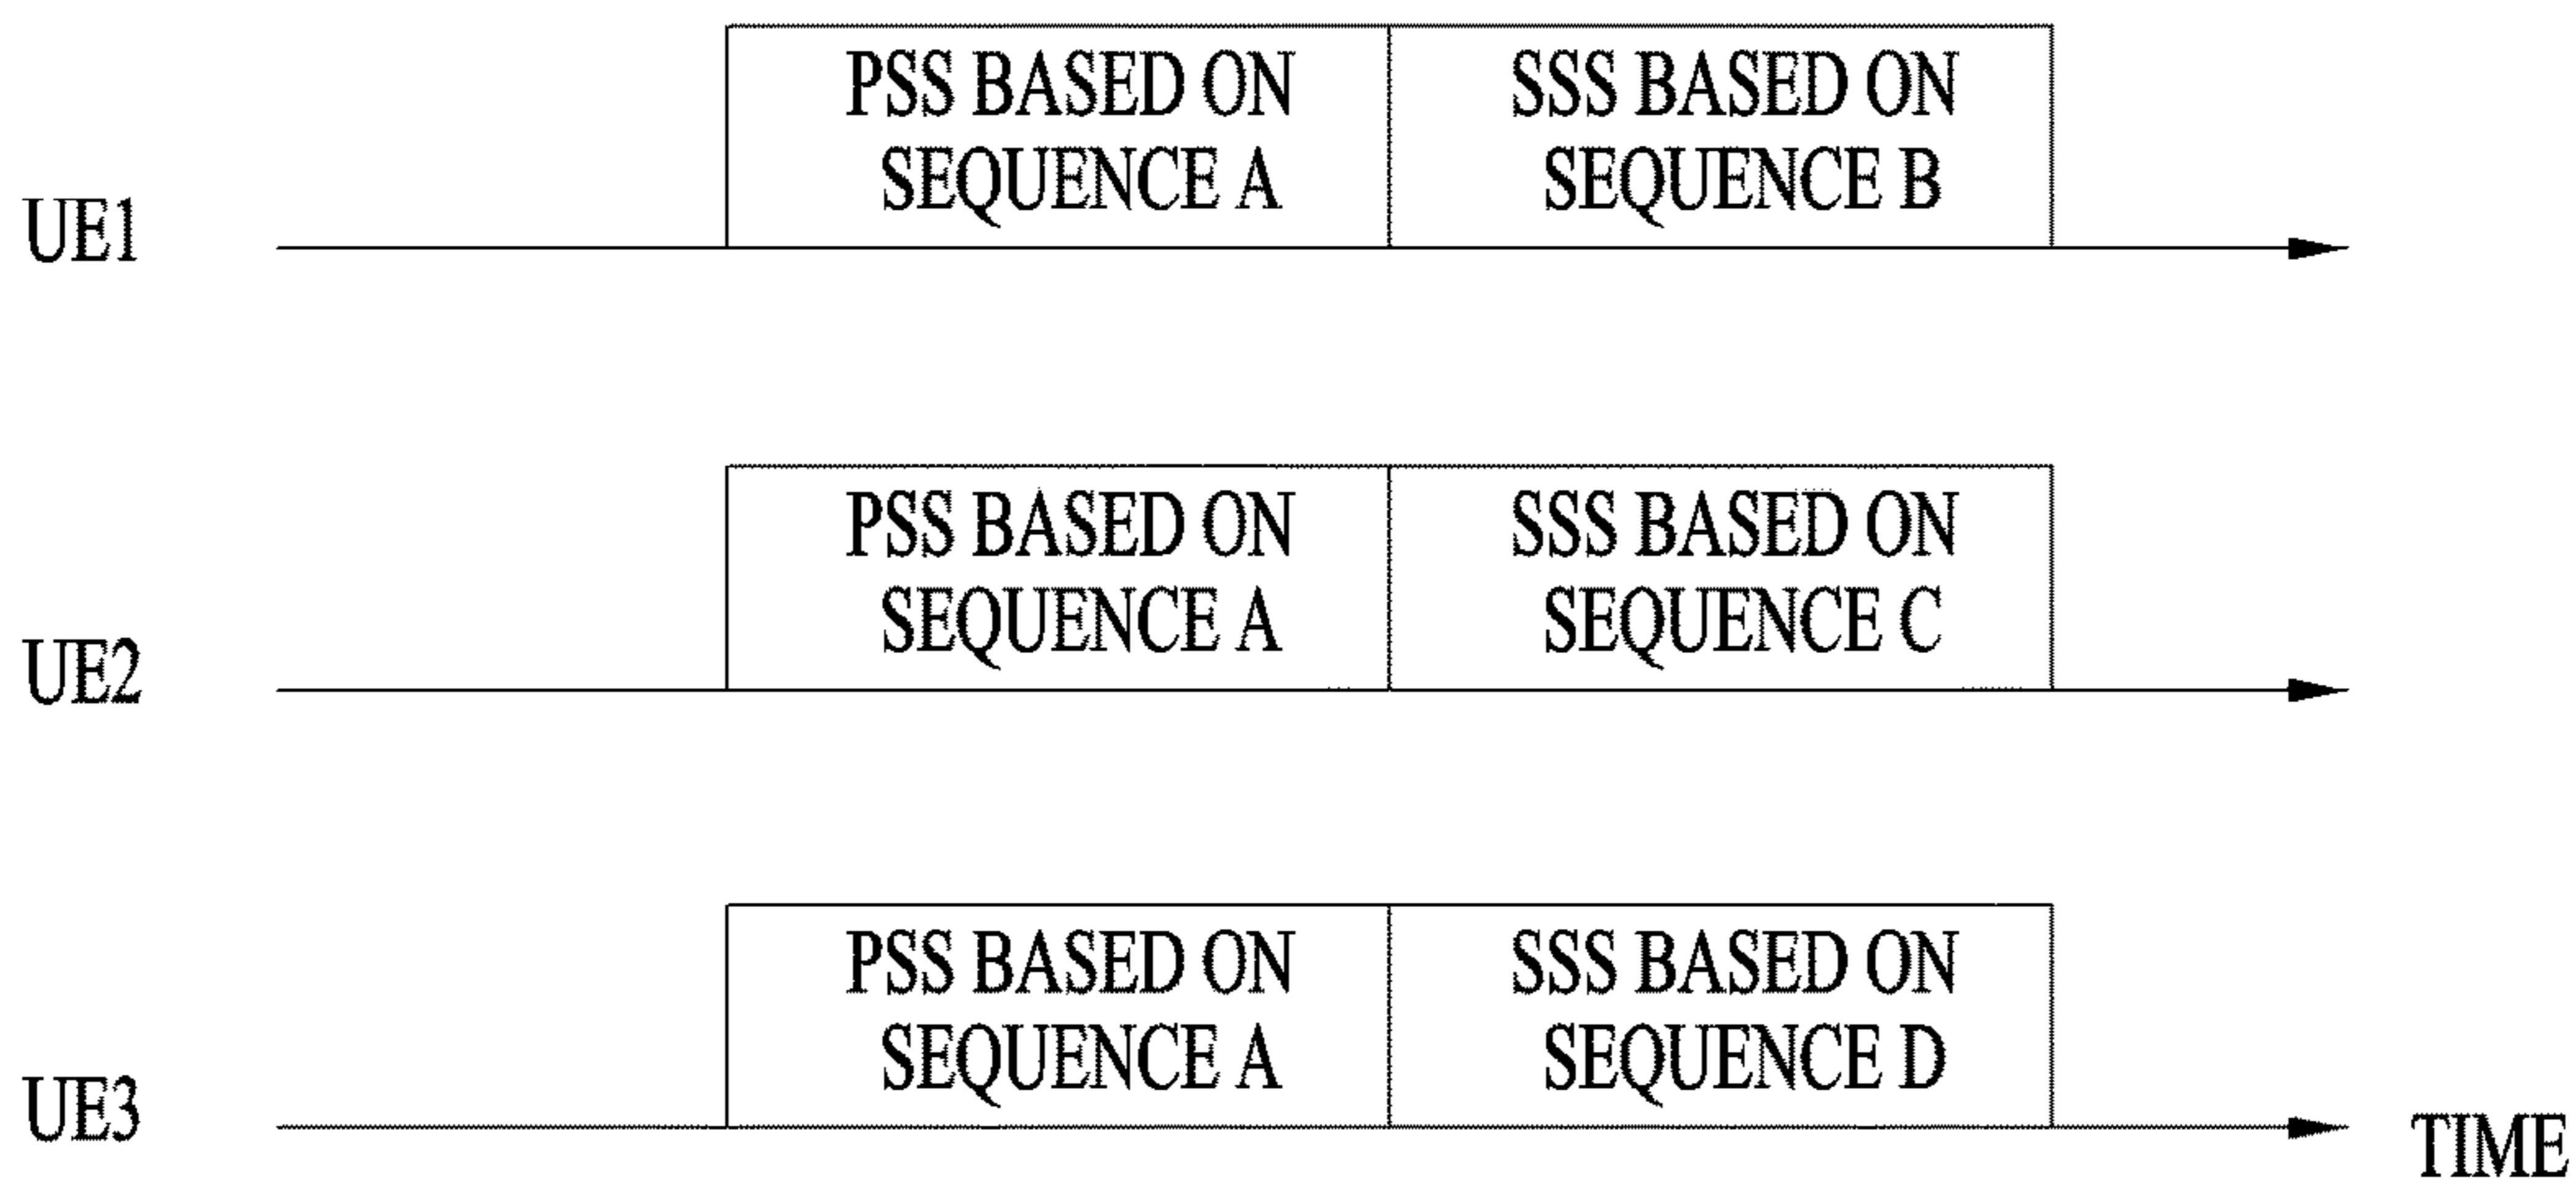 PSS BASED ON
SEQUENCE A
SSS BASED ON
SEQUENCE B
UE1
PSS BASED ON
SEQUENCE A
SSS BASED ON
SEQUENCE C
UE2
PSS BASED ON
SEQUENCE A
SSS BASED ON
SEQUENCE D
UE3
TIME